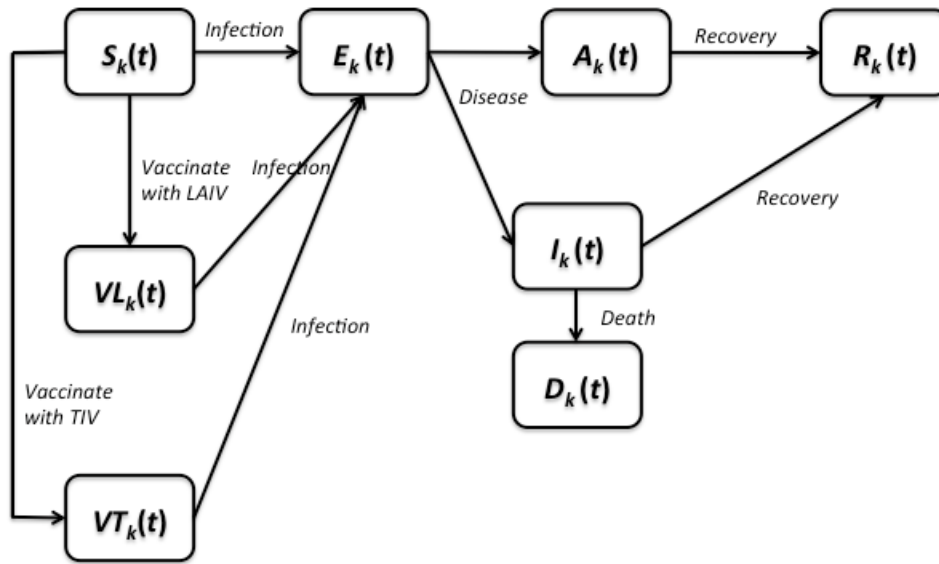 S_k(t)
Infection
E_k(t)
A_k(t)
Recovery
R_k(t)
Disease
Vaccinate
with LAIV
Infection
Recovery
I_k(t)
VL_k(t)
Infection
Death
D_k(t)
Vaccinate
with TIV
VT_k(t)